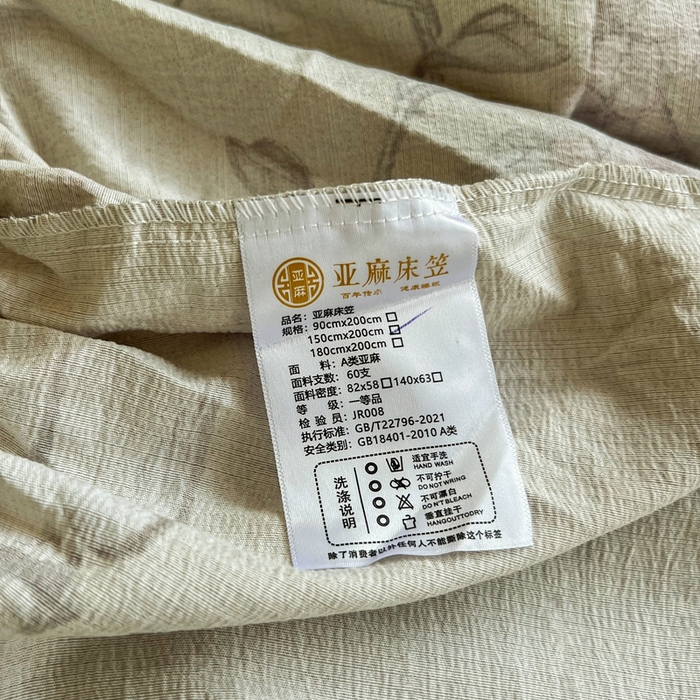 亚麻
亚麻床笠
百年传承 健康睡眠
品名：亚麻床笠
规格：90cmx200cm□
150cmx200cm□
180cmx200cm□
面 料：A类亚麻
面料支数：60支
面料密度：82x58□140x63□
等 级：一等品
检 验 员：JR008
执行标准：GB/T22796-2021
安全类别：GB18401-2010 A类
洗涤说明
适宜手洗
HAND WASH
不可拧干
DO NOT WRING
不可漂白
DON'T BLEACH
垂直挂干
HANGOUTTODRY
除了消费者以外任何人不能撕除这个标签